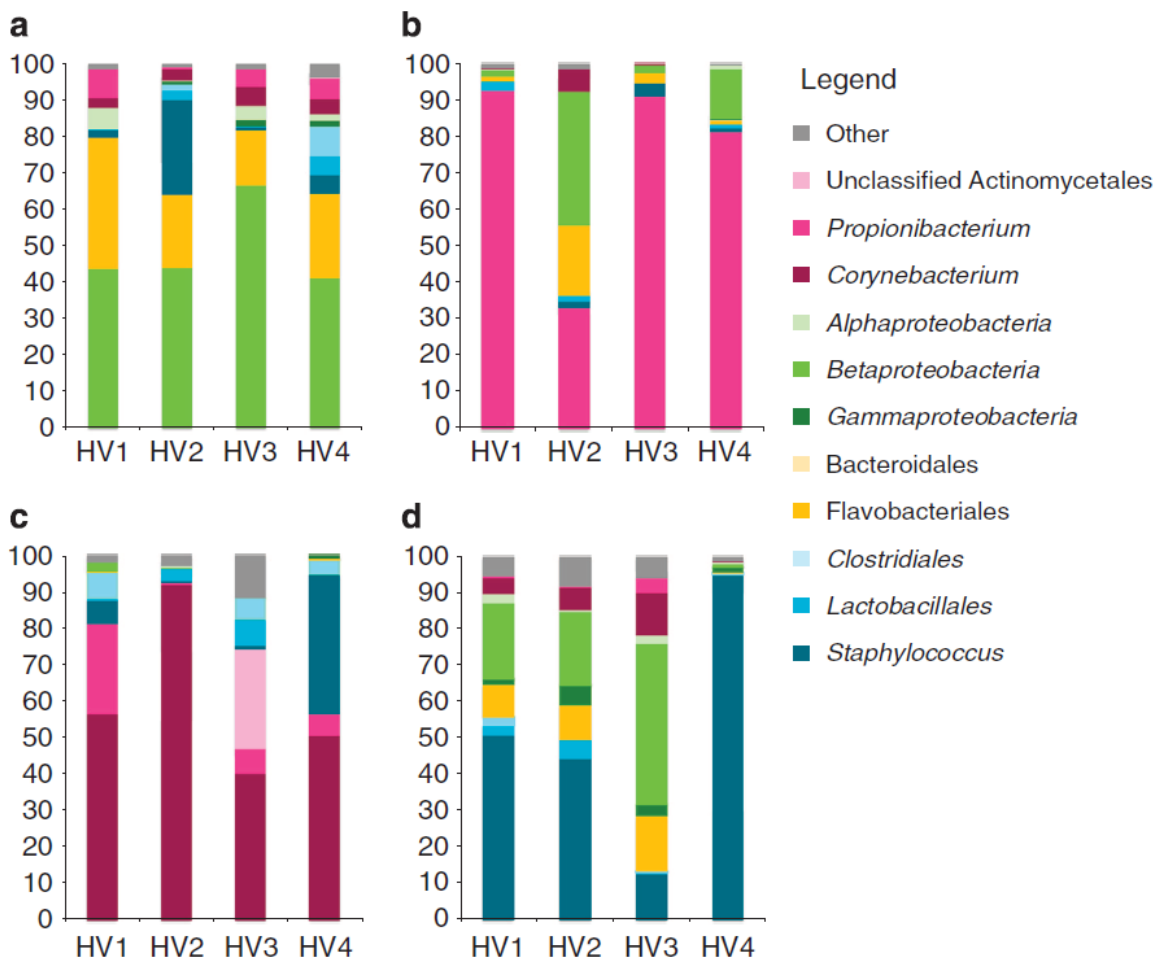 a
100
90
80
70
60
50
40
30
20
10
0
HV1 HV2 HV3 HV4
b
100
90
80
70
60
50
40
30
20
10
0
HV1 HV2 HV3 HV4
Legend
Other
Unclassified Actinomycetales
Propionibacterium
Corynebacterium
Alphaproteobacteria
Betaproteobacteria
Gammaproteobacteria
Bacteroidales
Flavobacteriales
Clostridiales
Lactobacillales
Staphylococcus
c
100
90
80
70
60
50
40
30
20
10
0
HV1 HV2 HV3 HV4
d
100
90
80
70
60
50
40
30
20
10
0
HV1 HV2 HV3 HV4